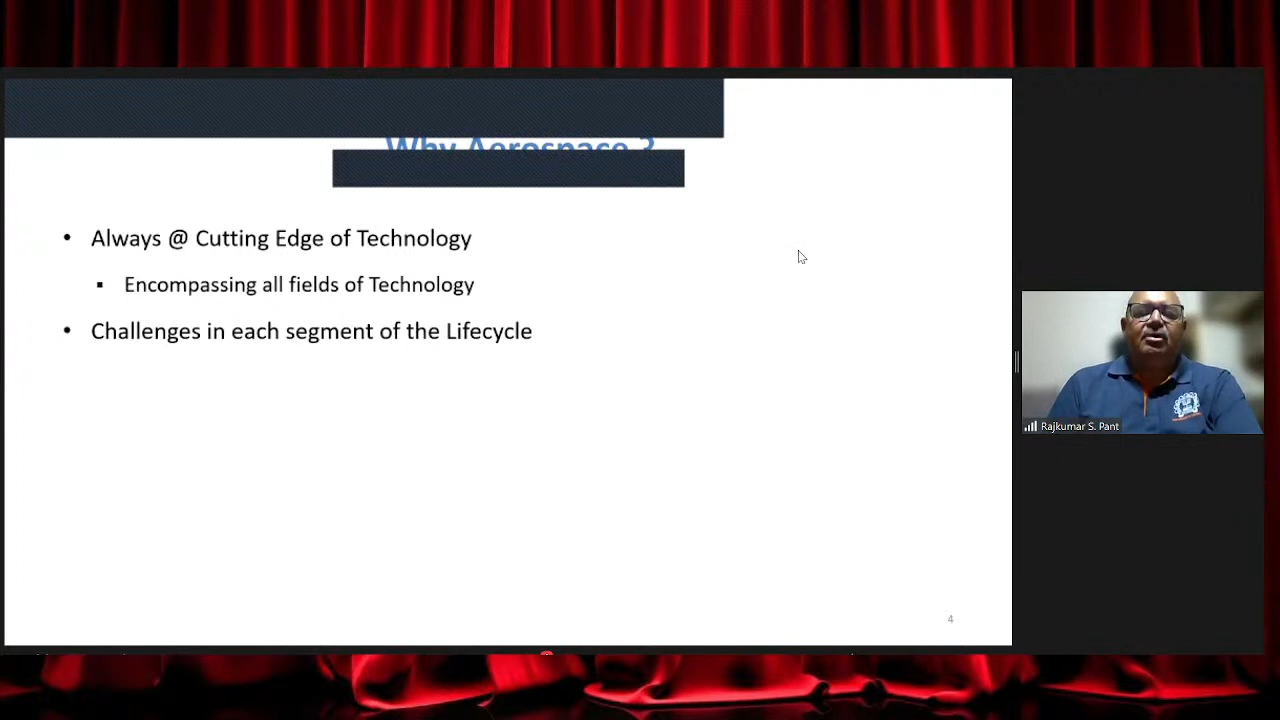 Why Aerospace ?
• Always @ Cutting Edge of Technology
▪ Encompassing all fields of Technology
• Challenges in each segment of the Lifecycle
Rajkumar S. Pant
4